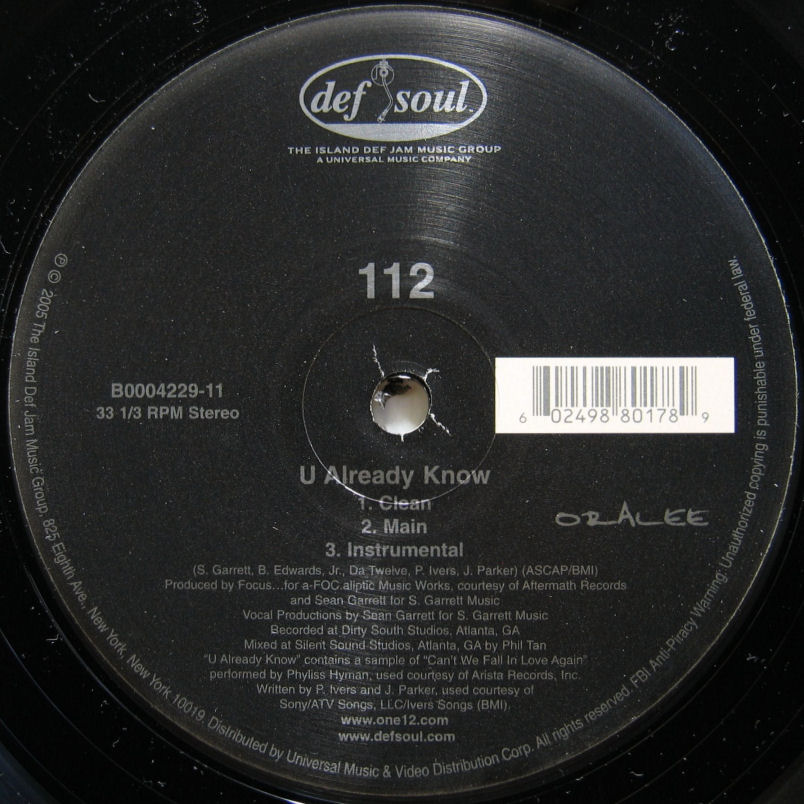 def soul
THE ISLAND DEF JAM MUSIC GROUP
A UNIVERSAL MUSIC COMPANY
112
B0004229-11
33 1/3 RPM Stereo
6 02498 80178 9
U Already Know
1. Clean
2. Main
3. Instrumental
ORALEE
(S. Garrett, B. Edwards, Jr., Da Twelve, P. Ivers, J. Parker) (ASCAP/BMI)
Produced by Focus...for a-FOC.aliptic Music Works, courtesy of Aftermath Records
and Sean Garrett for S. Garrett Music
Vocal Productions by Sean Garrett for S. Garrett Music
Recorded at Dirty South Studios, Atlanta, GA
Mixed at Silent Sound Studios, Atlanta, GA by Phil Tan
“U Already Know” contains a sample of “Can't We Fall In Love Again”
performed by Phyliss Hyman, used courtesy of Arista Records, Inc.
Written by P. Ivers and J. Parker, used courtesy of
Sony/ATV Songs, LLC/Ivers Songs (BMI).
www.one12.com
www.defsoul.com
℗ © 2005 The Island Def Jam Music Group, 825 Eighth Ave., New York, New York 10019. Distributed by Universal Music & Video Distribution Corp. All rights reserved. FBI Anti-Piracy Warning: Unauthorized copying is punishable under federal law.